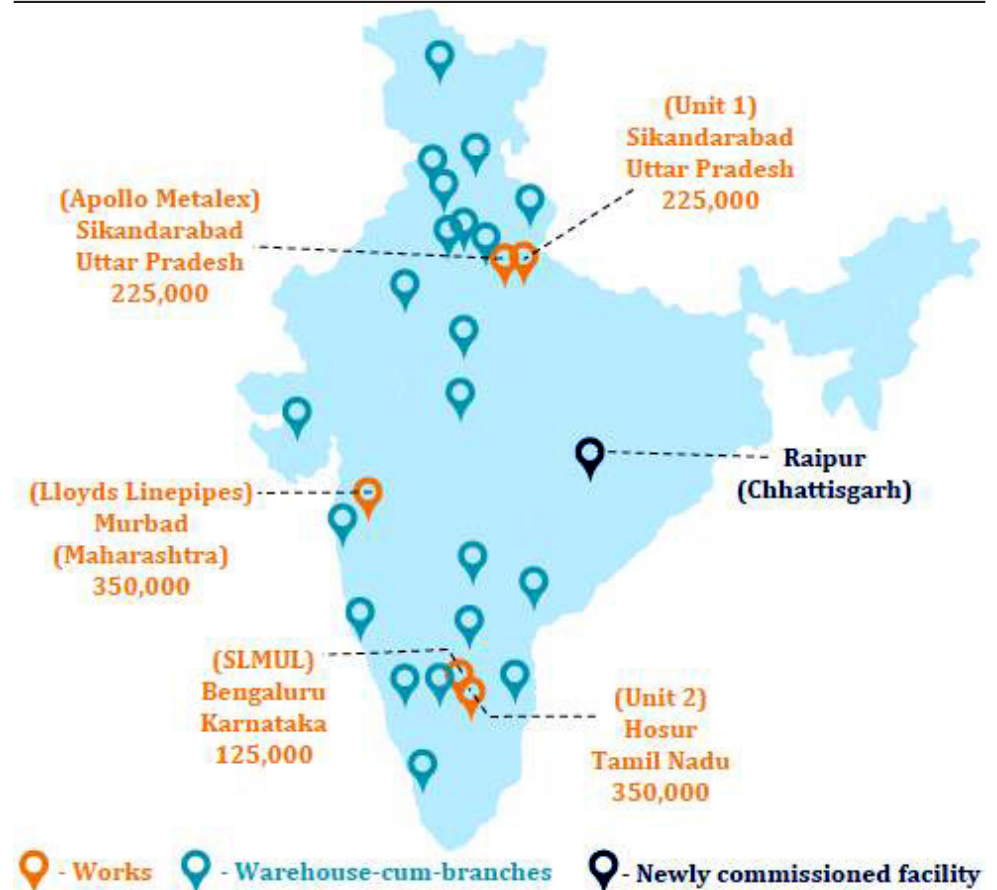 (Unit 1)
Sikandarabad
Uttar Pradesh
225,000
(Apollo Metalex)
Sikandarabad
Uttar Pradesh
225,000
Raipur
(Chhattisgarh)
(Lloyds Linepipes)
Murbad
(Maharashtra)
350,000
(SLMUL)
Bengaluru
Karnataka
125,000
(Unit 2)
Hosur
Tamil Nadu
350,000
- Works
- Warehouse-cum-branches
- Newly commissioned facility